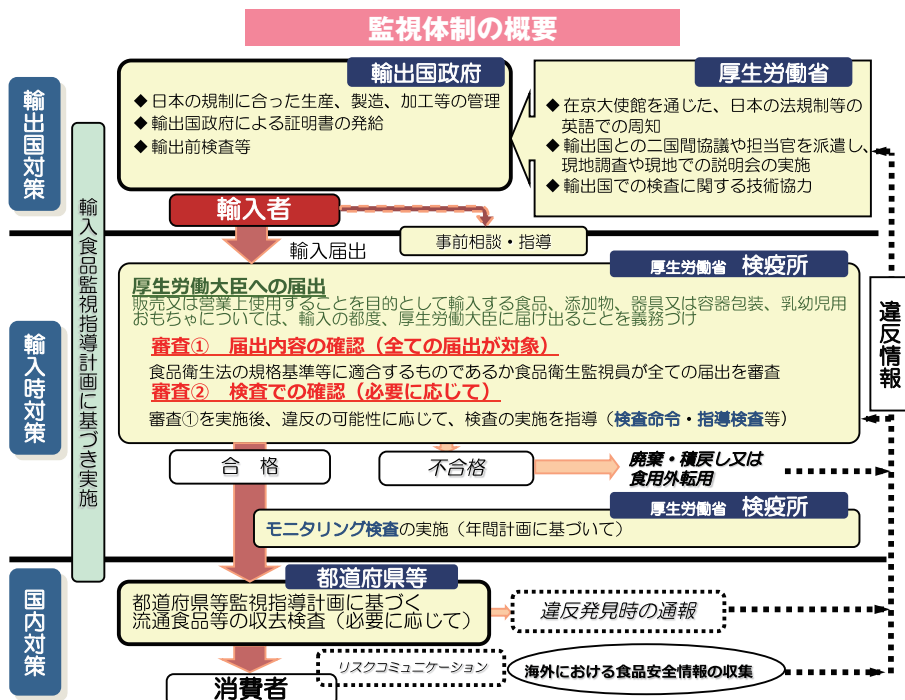 監視体制の概要
輸出国対策
輸出国政府
◆ 日本の規制に合った生産、製造、加工等の管理
◆ 輸出国政府による証明書の発給
◆ 輸出前検査等
厚生労働省
◆ 在京大使館を通じた、日本の法規制等の
英語での周知
◆ 輸出国との二国間協議や担当官を派遣し、
現地調査や現地での説明会の実施
◆ 輸出国での検査に関する技術協力
輸入食品監視指導計画に基づき実施
輸入者
事前相談・指導
輸入届出
輸入時対策
厚生労働省 検疫所
厚生労働大臣への届出
販売又は営業上使用することを目的として輸入する食品、添加物、器具又は容器包装、乳幼児用
おもちゃについては、輸入の都度、厚生労働大臣に届け出ることを義務づけ
審査① 届出内容の確認（全ての届出が対象）
食品衛生法の規格基準等に適合するものであるか食品衛生監視員が全ての届出を審査
審査② 検査での確認（必要に応じて）
審査①を実施後、違反の可能性に応じて、検査の実施を指導（検査命令・指導検査等）
違反情報
合 格
不合格
廃棄・積戻し又は
食用外転用
厚生労働省 検疫所
モニタリング検査の実施（年間計画に基づいて）
国内対策
都道府県等
都道府県等監視指導計画に基づく
流通食品等の収去検査（必要に応じて）
違反発見時の通報
リスクコミュニケーション
海外における食品安全情報の収集
消費者